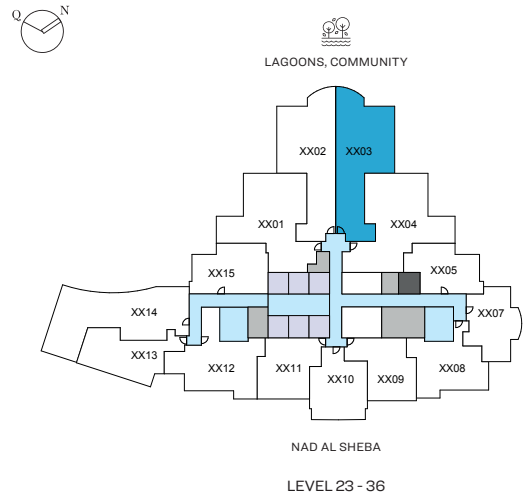 Q N
LAGOONS, COMMUNITY
XX02 XX03
XX01 XX04
XX15 XX05
XX14 XX07
XX13
XX12 XX11 XX10 XX09 XX08
NAD AL SHEBA
LEVEL 23 - 36